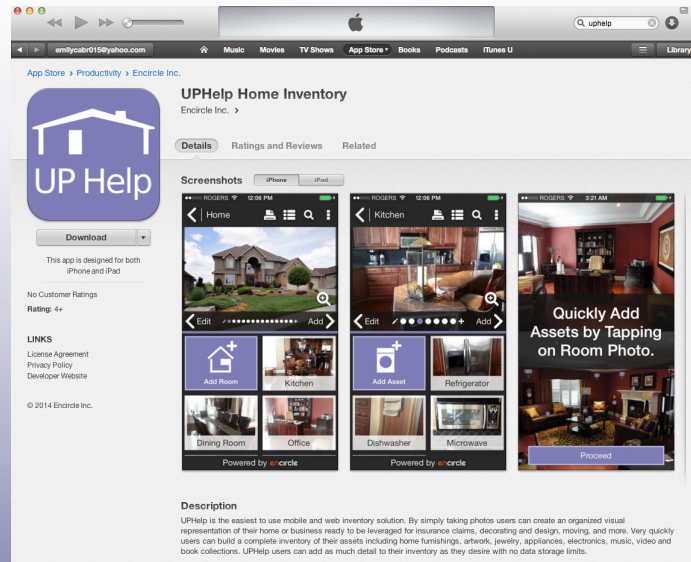 uphelp
emilycabr015@yahoo.com
Music Movies TV Shows App Store Books Podcasts iTunes U
Library
App Store > Productivity > Encircle Inc.
UP Help
Download
This app is designed for both
iPhone and iPad
No Customer Ratings
Rating: 4+
LINKS
License Agreement
Privacy Policy
Developer Website
© 2014 Encircle Inc.
UPHelp Home Inventory
Encircle Inc. >
Details Ratings and Reviews Related
Screenshots iPhone iPad
ROGERS 12:06 PM
Home
Edit Add
Add Room
Kitchen
Dining Room
Office
Powered by encircle
ROGERS 12:06 PM
Kitchen
Edit Add
Add Asset
Refrigerator
Dishwasher
Microwave
Powered by encircle
ROGERS 3:21 AM
Quickly Add
Assets by Tapping
on Room Photo.
Proceed
Description
UPHelp is the easiest to use mobile and web inventory solution. By simply taking photos users can create an organized visual
representation of their home or business ready to be leveraged for insurance claims, decorating and design, moving, and more. Very quickly
users can build a complete inventory of their assets including home furnishings, artwork, jewelry, appliances, electronics, music, video and
book collections. UPHelp users can add as much detail to their inventory as they desire with no data storage limits.